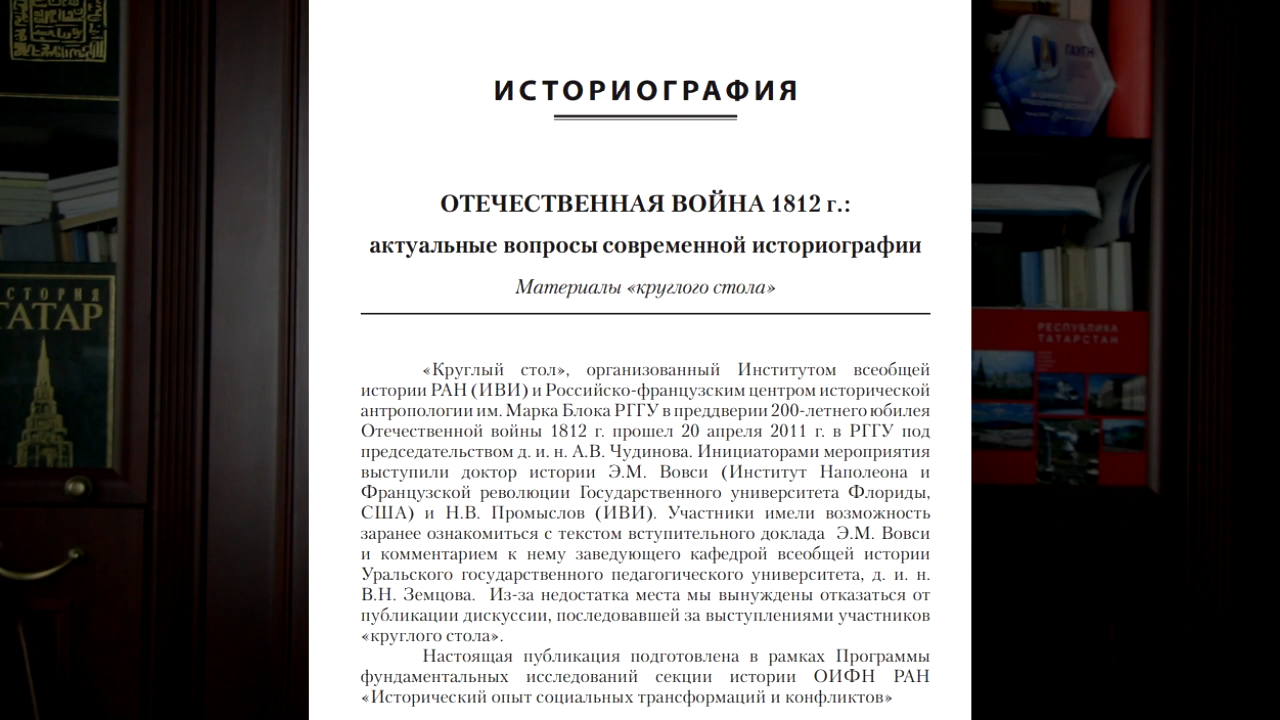 ИСТОРИОГРАФИЯ
ОТЕЧЕСТВЕННАЯ ВОЙНА 1812 г.:
актуальные вопросы современной историографии
Материалы «круглого стола»
«Круглый стол», организованный Институтом всеобщей
истории РАН (ИВИ) и Российско-французским центром исторической
антропологии им. Марка Блока РГГУ в преддверии 200-летнего юбилея
Отечественной войны 1812 г. прошел 20 апреля 2011 г. в РГГУ под
председательством д. и. н. А.В. Чудинова. Инициаторами мероприятия
выступили доктор истории Э.М. Вовси (Институт Наполеона и
Французской революции Государственного университета Флориды,
США) и Н.В. Промыслов (ИВИ). Участники имели возможность
заранее ознакомиться с текстом вступительного доклада Э.М. Вовси
и комментарием к нему заведующего кафедрой всеобщей истории
Уральского государственного педагогического университета, д. и. н.
В.Н. Земцова. Из-за недостатка места мы вынуждены отказаться от
публикации дискуссии, последовавшей за выступлениями участников
«круглого стола».
Настоящая публикация подготовлена в рамках Программы
фундаментальных исследований секции истории ОИФН РАН
«Исторический опыт социальных трансформаций и конфликтов»
СТОРИЯ
ТАТАР
ГАУГН
РЕСПУБЛИКА
ТАТАРСТАН